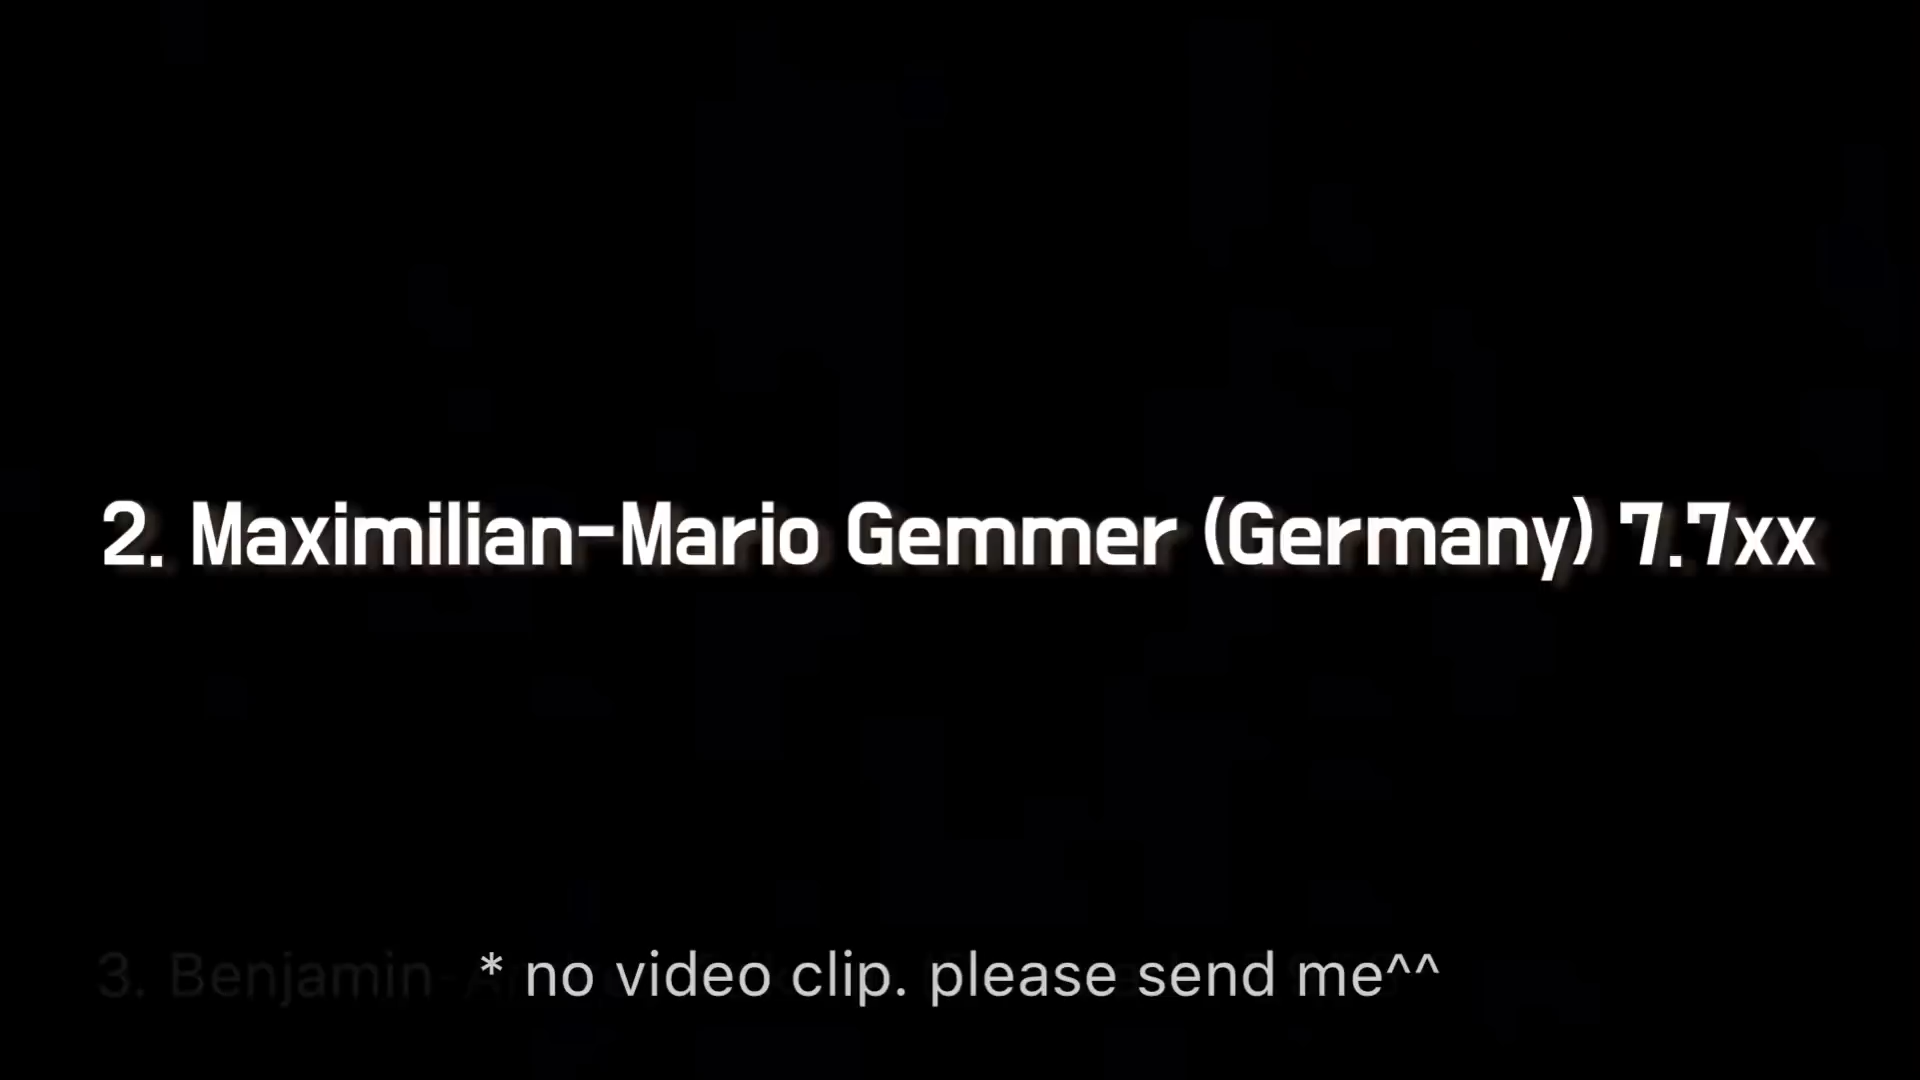 2. Maximilian-Mario Gemmer (Germany) 7.7xx
3. Benjamin
* no video clip. please send me^^